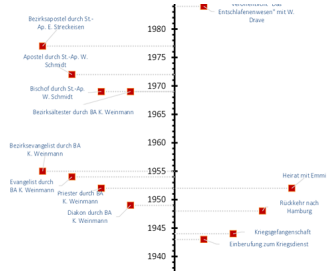 Entschlafenenwesen" mit W.
Drave
Bezirksapostel durch St.-
Ap. E. Streckeisen
1980
Apostel durch St.-Ap. W.
Schmidt
1975
Bischof durch St.-Ap.
W. Schmidt
1970
Bezirksältester durch BA K. Weinmann
1965
1960
Bezirksevangelist durch BA
K. Weinmann
1955
Heirat mit Emmi
Evangelist durch
BA K. Weinmann
Priester durch BA
K. Weinmann
1950
Rückkehr nach
Hamburg
Diakon durch BA
K. Weinmann
1945
Kriegsgefangenschaft
Einberufung zum Kriegsdienst
1940